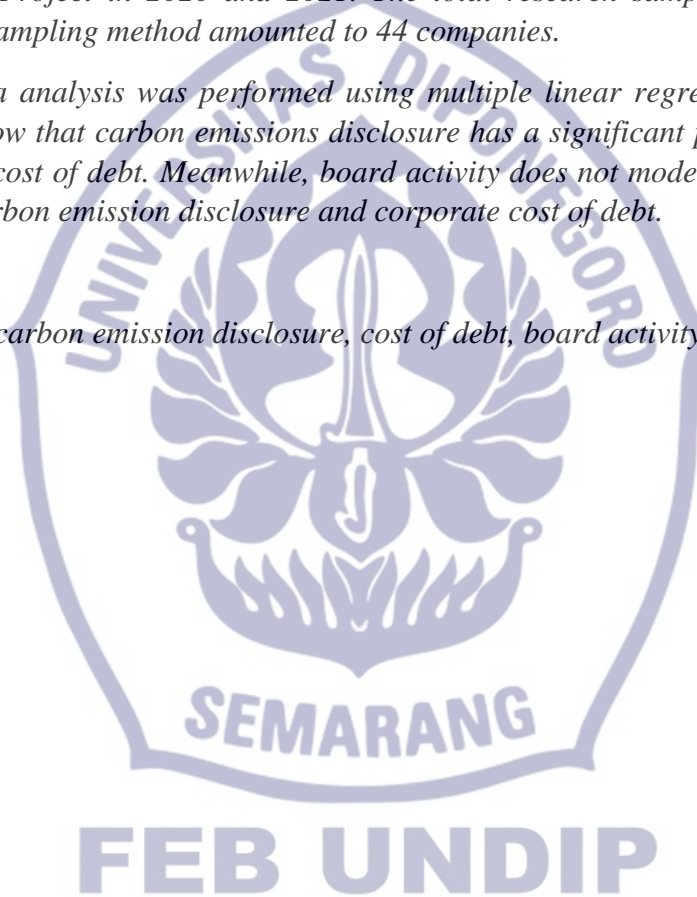 Project in 2020 and 2021. The total research samp
ampling method amounted to 44 companies.
a analysis was performed using multiple linear regre
ow that carbon emissions disclosure has a significant p
cost of debt. Meanwhile, board activity does not mode
rbon emission disclosure and corporate cost of debt.
carbon emission disclosure, cost of debt, board activity
UNIVERSITAS DIPONEGORO
SEMARANG
FEB UNDIP